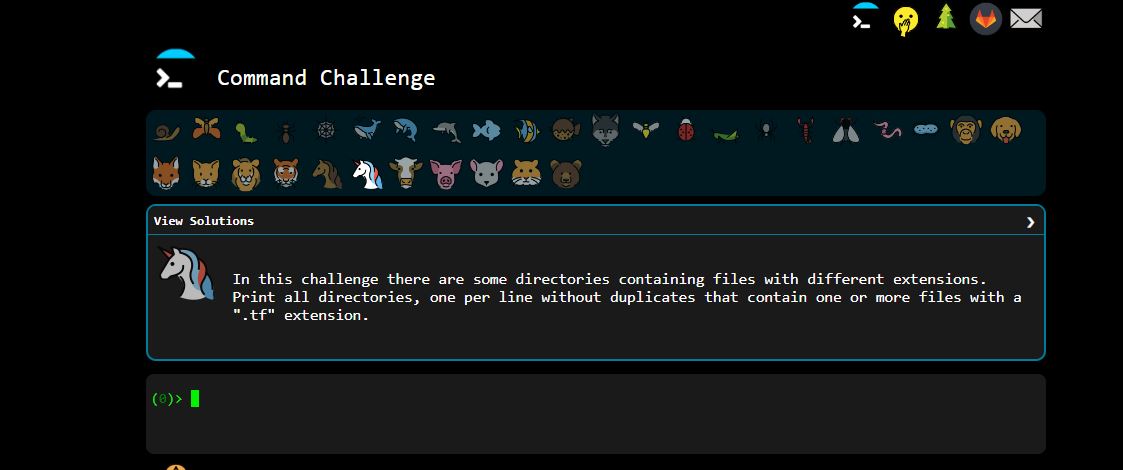 Command Challenge
View Solutions
In this challenge there are some directories containing files with different extensions.
Print all directories, one per line without duplicates that contain one or more files with a
".tf" extension.
(0)>